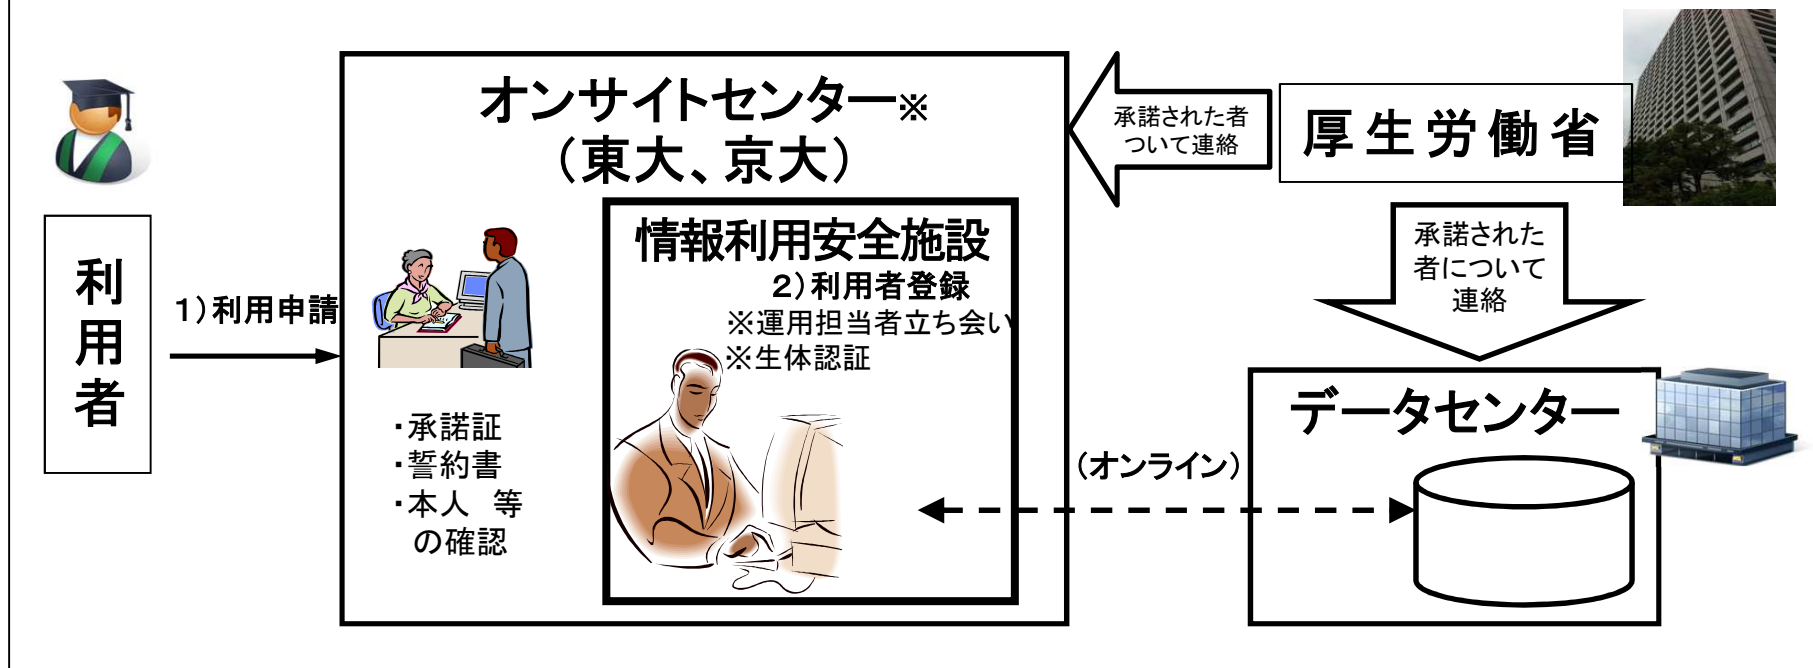 利用者
1)利用申請
オンサイトセンター※
(東大、京大)
・承諾証
・誓約書
・本人　等
の確認
情報利用安全施設
2)利用者登録
※運用担当者立ち会い
※生体認証
承諾された者
ついて連絡
厚生労働省
承諾された
者について
連絡
(オンライン)
データセンター